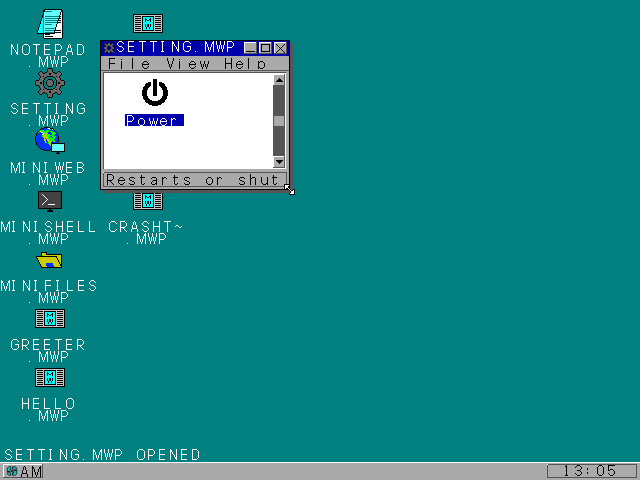 NOTEPAD
.MWP
SETTING
.MWP
MINIWEB
.MWP
MINISHELL
.MWP
MINIFILES
.MWP
GREETER
.MWP
HELLO
.MWP
CRASHT~
.MWP
SETTING.MWP
File View Help
Power
Restarts or shut
SETTING.MWP OPENED
AM
13:05